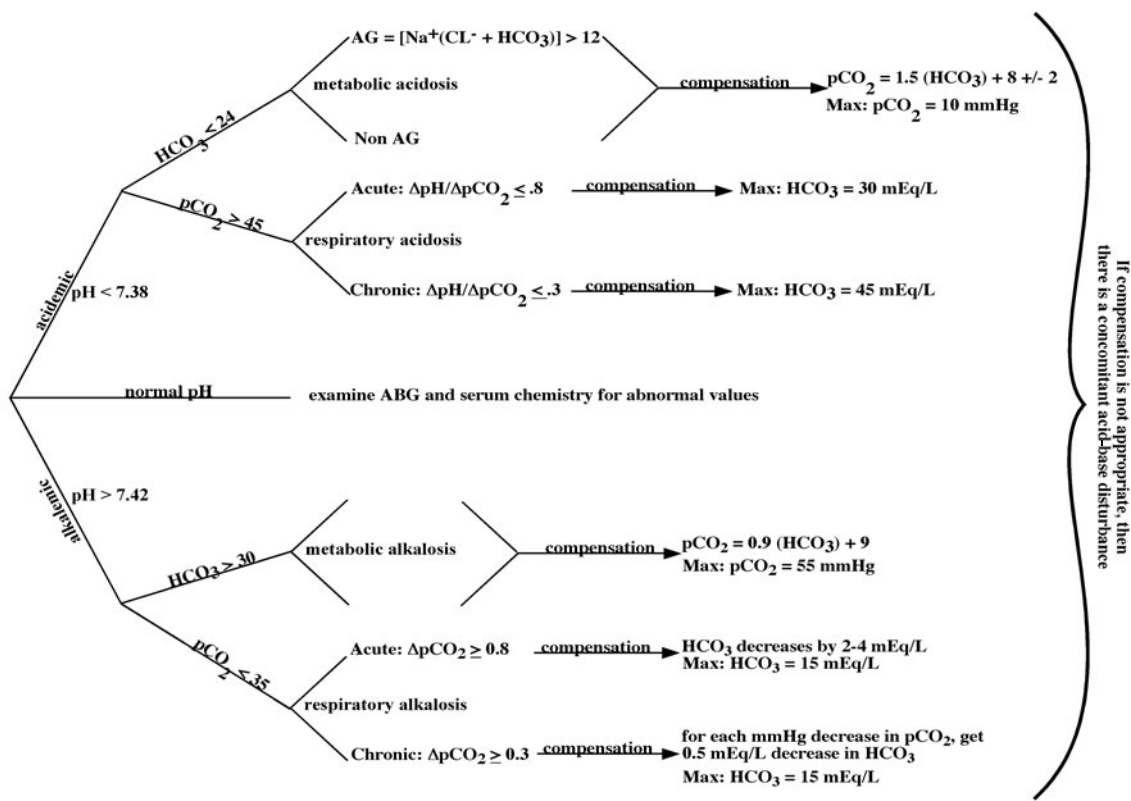 AG = [Na⁺(CL⁻ + HCO₃)] > 12
metabolic acidosis
Non AG
compensation
pCO₂ = 1.5 (HCO₃) + 8 +/- 2
Max: pCO₂ = 10 mmHg
HCO₃ < 24
pCO₂ > 45
Acute: ΔpH/ΔpCO₂ ≤ .8
compensation
Max: HCO₃ = 30 mEq/L
respiratory acidosis
Chronic: ΔpH/ΔpCO₂ ≤ .3
compensation
Max: HCO₃ = 45 mEq/L
acidemic
pH < 7.38
normal pH
examine ABG and serum chemistry for abnormal values
alkalemic
pH > 7.42
HCO₃ > 30
metabolic alkalosis
compensation
pCO₂ = 0.9 (HCO₃) + 9
Max: pCO₂ = 55 mmHg
pCO₂ < 35
Acute: ΔpCO₂ ≥ 0.8
compensation
HCO₃ decreases by 2-4 mEq/L
Max: HCO₃ = 15 mEq/L
respiratory alkalosis
Chronic: ΔpCO₂ ≥ 0.3
compensation
for each mmHg decrease in pCO₂, get
0.5 mEq/L decrease in HCO₃
Max: HCO₃ = 15 mEq/L
If compensation is not appropriate, then
there is a concomitant acid-base disturbance